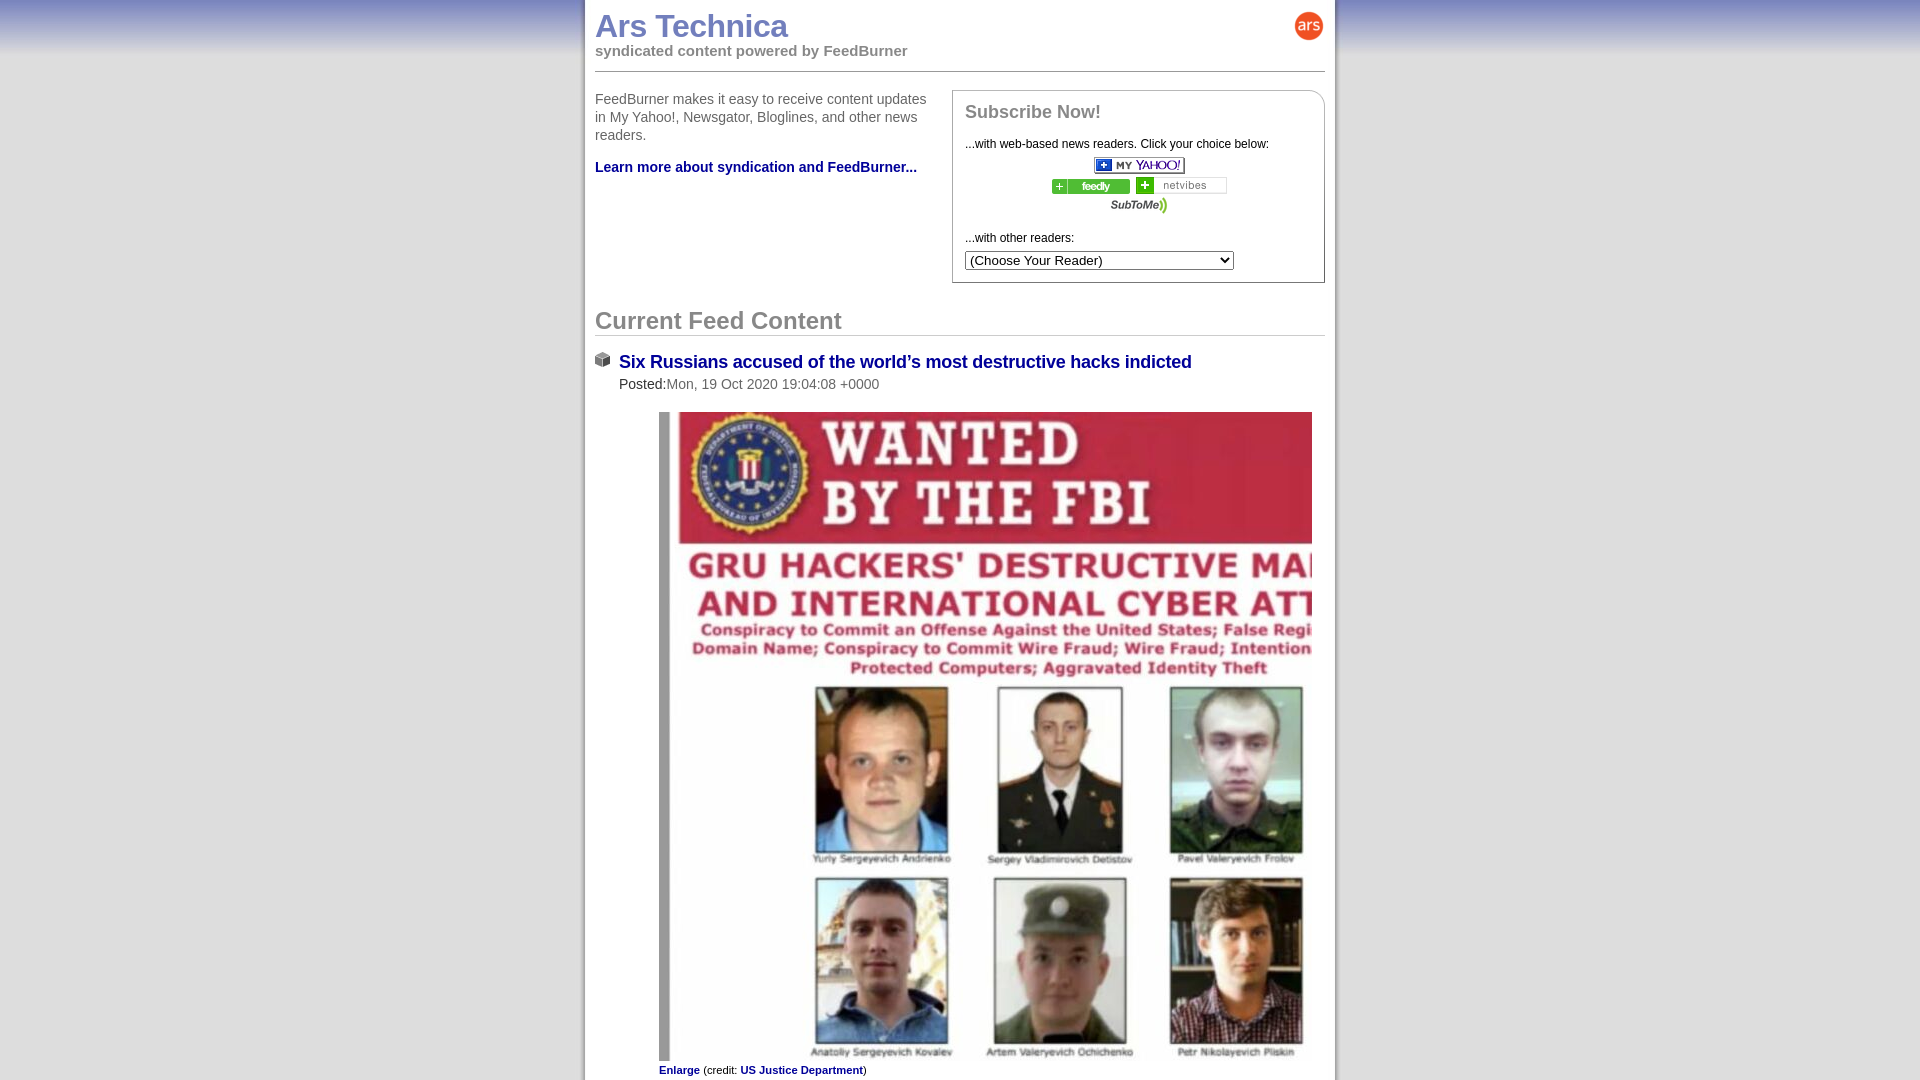 Ars Technica
ars
syndicated content powered by FeedBurner
FeedBurner makes it easy to receive content updates
in My Yahoo!, Newsgator, Bloglines, and other news
readers.
Learn more about syndication and FeedBurner...
Subscribe Now!
...with web-based news readers. Click your choice below:
MY YAHOO!
feedly
netvibes
SubToMe
...with other readers:
(Choose Your Reader)
Current Feed Content
Six Russians accused of the world’s most destructive hacks indicted
Posted:Mon, 19 Oct 2020 19:04:08 +0000
DEPARTMENT OF JUSTICE
FEDERAL BUREAU OF INVESTIGATION
WANTED
BY THE FBI
GRU HACKERS' DESTRUCTIVE MA
AND INTERNATIONAL CYBER ATT
Conspiracy to Commit an Offense Against the United States; False Regi
Domain Name; Conspiracy to Commit Wire Fraud; Wire Fraud; Intention
Protected Computers; Aggravated Identity Theft
Yuriy Sergeyevich Andrienko
Sergey Vladimirovich Detistov
Pavel Valeryevich Frolov
Anatoliy Sergeyevich Kovalev
Artem Valeryevich Ochichenko
Petr Nikolayevich Pliskin
Enlarge (credit: US Justice Department)